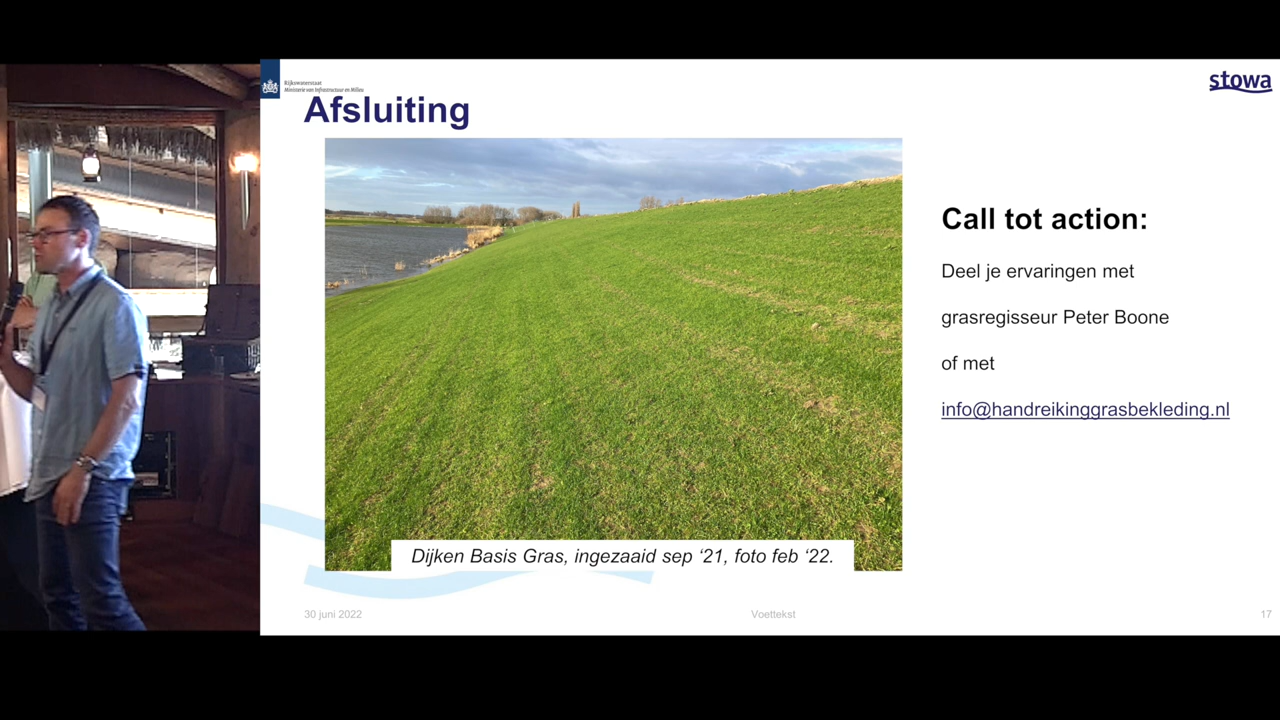 Rijkswaterstaat
Ministerie van Infrastructuur en Milieu
stowa
Afsluiting
Call tot action:
Deel je ervaringen met
grasregisseur Peter Boone
of met
info@handreikinggrasbekleding.nl
Dijken Basis Gras, ingezaaid sep ‘21, foto feb ‘22.
30 juni 2022
Voettekst
17